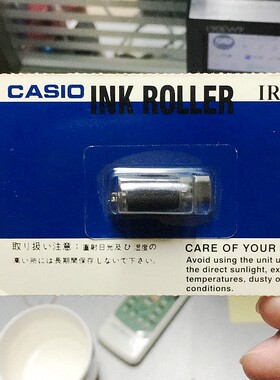 CASIO INK ROLLER IR
取り扱い注意：直射日光及び湿度の
高い所には長期間保存しないで下さい。
CARE OF YOUR
Avoid using the unit u
the direct sunlight, ex
temperatures, dusty o
conditions.